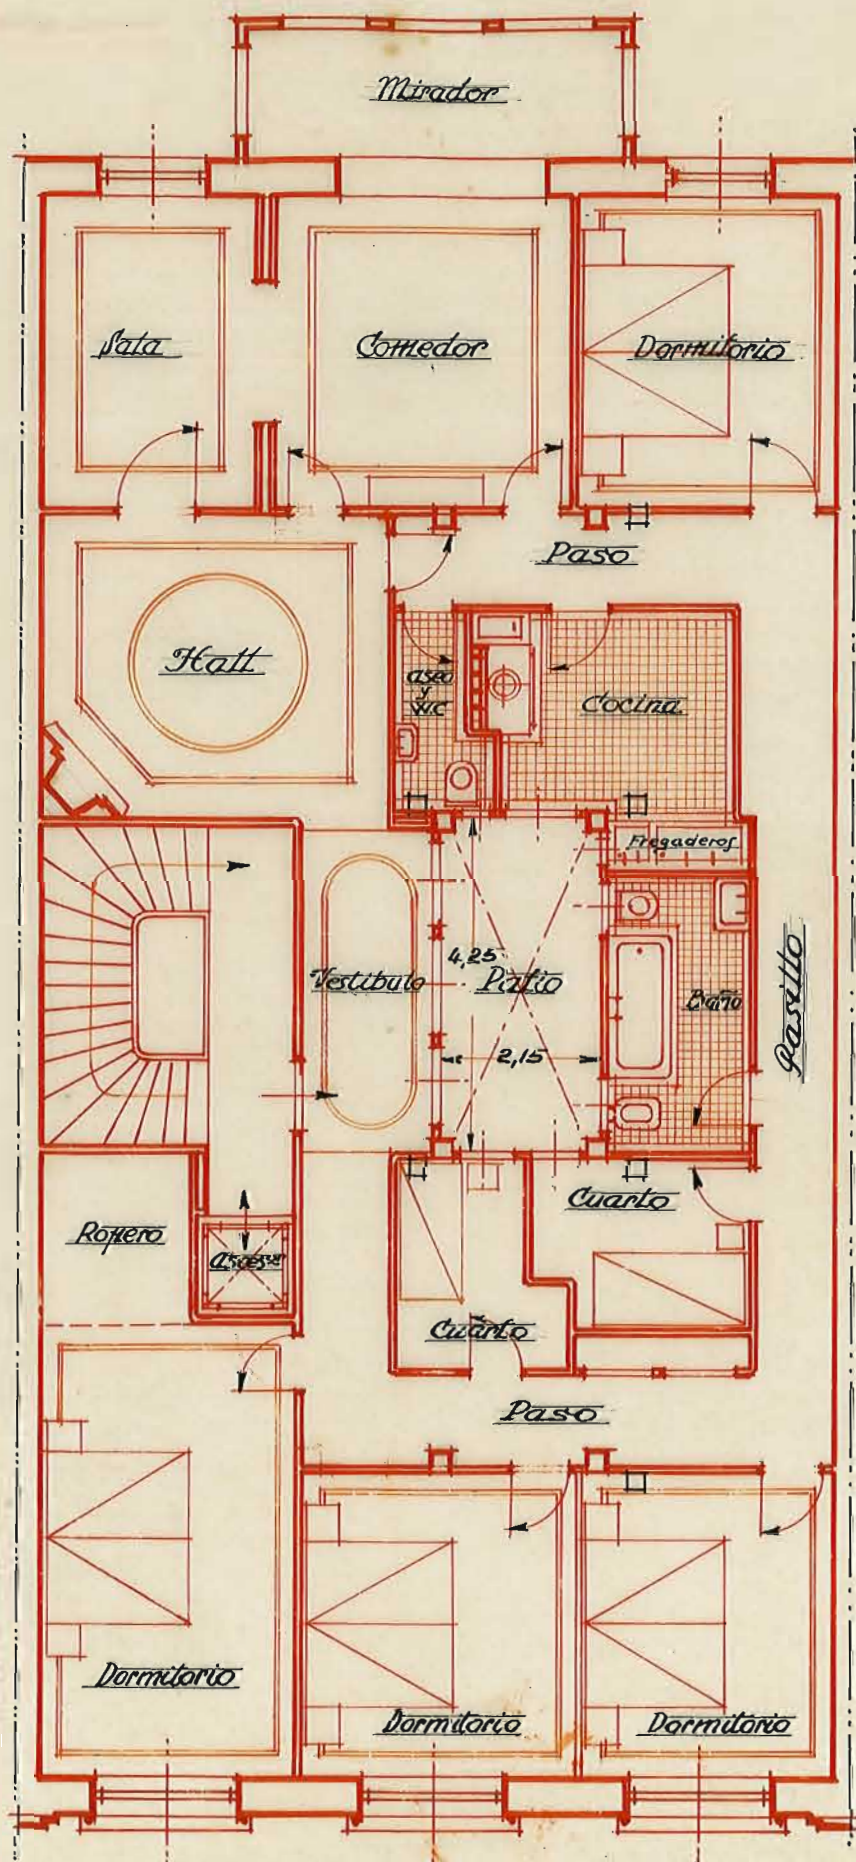 Mirador
Sala
Comedor
Dormitorio
Paso
Hall
aseo
y
W.C
Cocina
Fregaderos
4,25
Vestíbulo
Patio
Baño
Pasillo
2,15
Cuarto
Ropero
Cuarto
Paso
Dormitorio
Dormitorio
Dormitorio